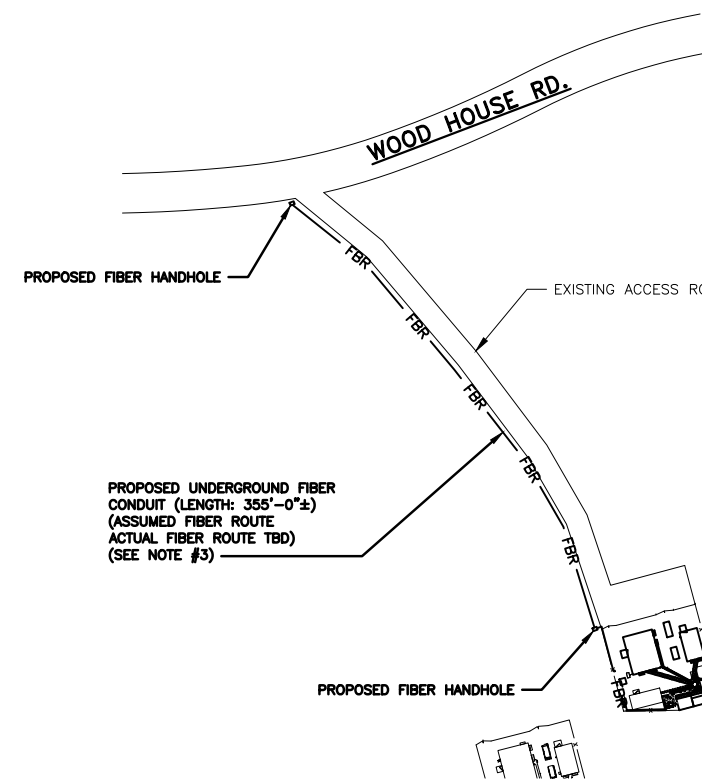 WOOD HOUSE RD.
PROPOSED FIBER HANDHOLE
FBR
EXISTING ACCESS RO
FBR
FBR
FBR
PROPOSED UNDERGROUND FIBER
CONDUIT (LENGTH: 355'-0"±)
(ASSUMED FIBER ROUTE
ACTUAL FIBER ROUTE TBD)
(SEE NOTE #3)
FBR
PROPOSED FIBER HANDHOLE
FBR